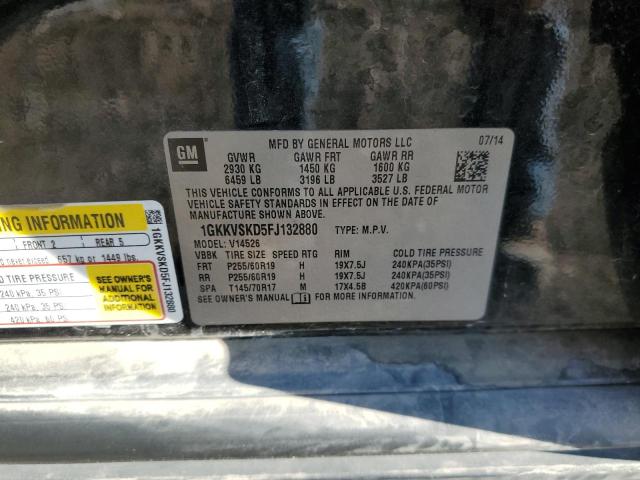 MFD BY GENERAL MOTORS LLC 07/14
GM
GVWR GAWR FRT GAWR RR
2930 KG 1450 KG 1600 KG
6459 LB 3196 LB 3527 LB
THIS VEHICLE CONFORMS TO ALL APPLICABLE U.S. FEDERAL MOTOR
VEHICLE SAFETY STANDARDS IN EFFECT ON THE DATE OF
MANUFACTURE SHOWN ABOVE.
1GKKVSKD5FJ132880 TYPE: M.P.V.
MODEL: V14526
VBBK TIRE SIZE SPEED RTG RIM COLD TIRE PRESSURE
FRT P255/60R19 H 19X7.5J 240KPA(35PSI)
RR P255/60R19 H 19X7.5J 240KPA(35PSI)
SPA T145/70R17 M 17X4.5B 420KPA(60PSI)
SEE OWNER'S MANUAL FOR MORE INFORMATION.
ING INFORMATION
FRONT 2 REAR 5
657 kg or 1449 lbs.
D TIRE PRESSURE
240 kPa, 35 PSI
240 kPa, 35 PSI
420 kPa, 60 PSI
SEE OWNER'S
MANUAL FOR
ADDITIONAL
INFORMATION
1GKKVSKD5FJ132880